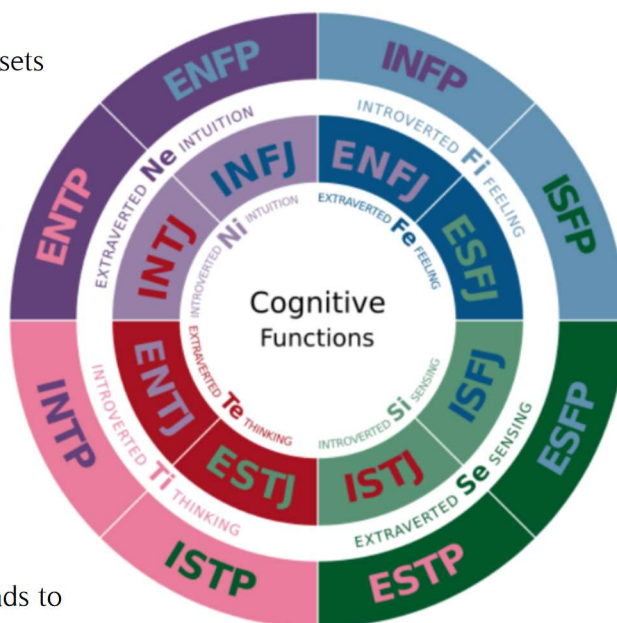 sets
ENFP
INFP
ENTP
ISFP
EXTRAVERTED Ne INTUITION
INTROVERTED Fi FEELING
INFJ
ENFJ
INTJ
ESFJ
INTROVERTED Ni INTUITION
EXTRAVERTED Fe FEELING
Cognitive
Functions
EXTRAVERTED Te THINKING
INTROVERTED Si SENSING
ENTJ
ISFJ
ESTJ
ISTJ
INTROVERTED Ti THINKING
EXTRAVERTED Se SENSING
INTP
ESFP
ISTP
ESTP
nds to